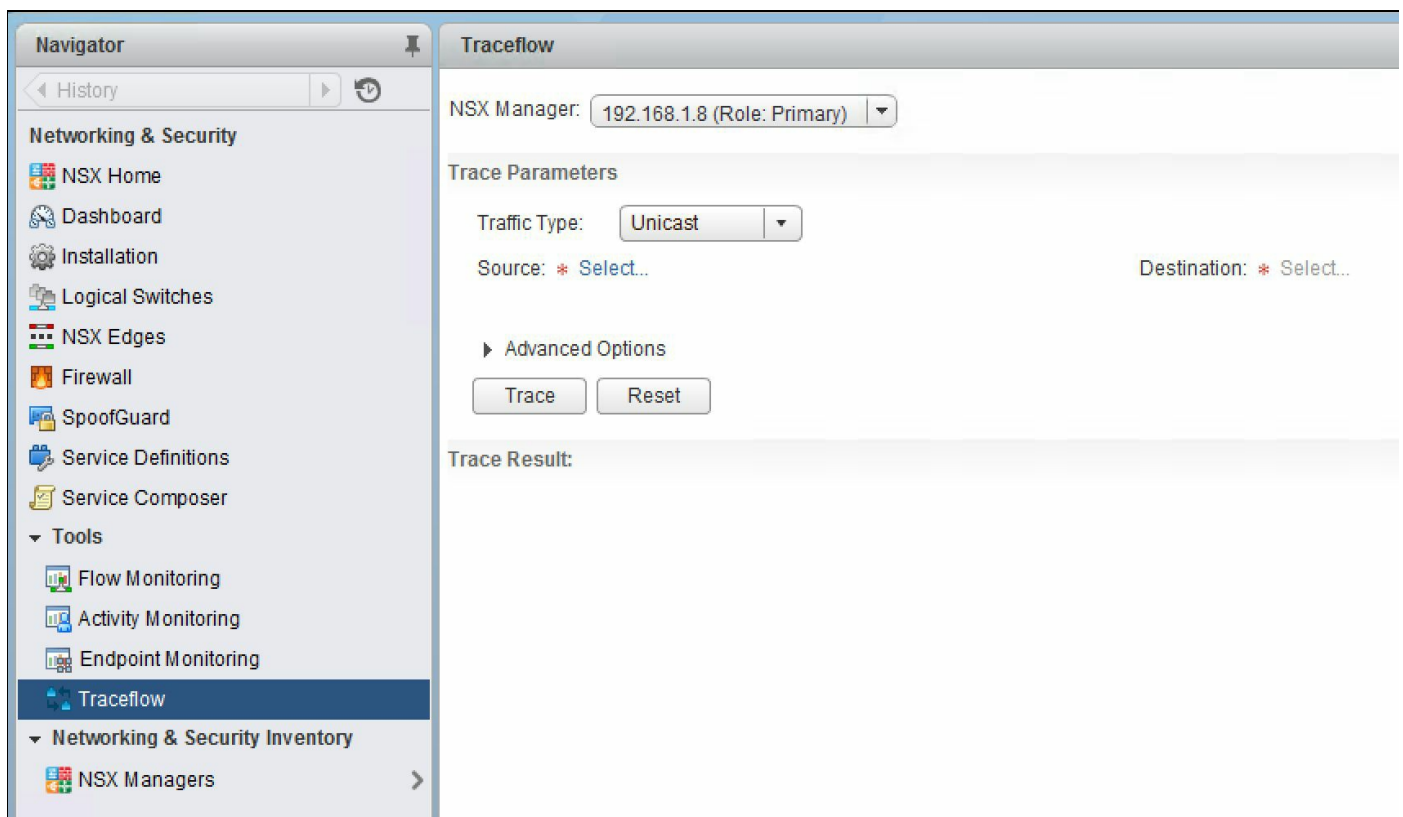 Navigator
History
Networking & Security
NSX Home
Dashboard
Installation
Logical Switches
NSX Edges
Firewall
SpoofGuard
Service Definitions
Service Composer
Tools
Flow Monitoring
Activity Monitoring
Endpoint Monitoring
Traceflow
Networking & Security Inventory
NSX Managers
Traceflow
NSX Manager: 192.168.1.8 (Role: Primary)
Trace Parameters
Traffic Type: Unicast
Source: * Select... Destination: * Select...
Advanced Options
Trace Reset
Trace Result: